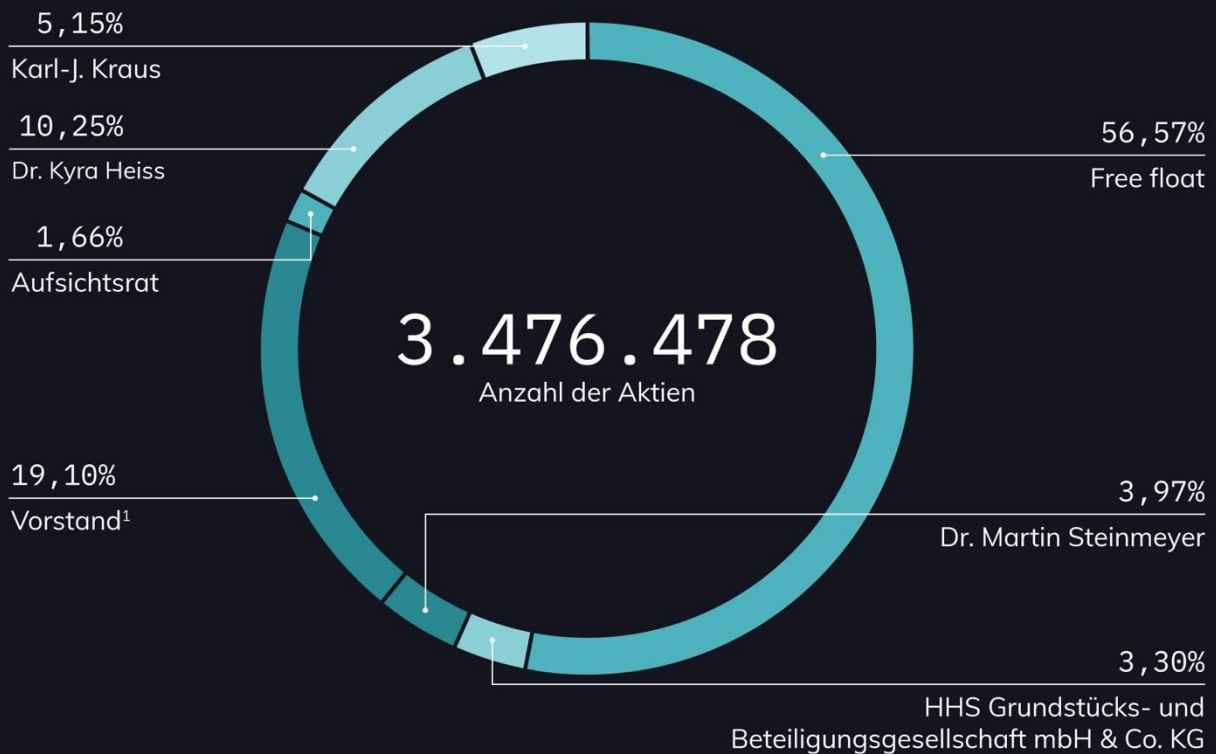 5,15%
Karl-J. Kraus
10,25%
Dr. Kyra Heiss
1,66%
Aufsichtsrat
19,10%
Vorstand¹
3.476.478
Anzahl der Aktien
56,57%
Free float
3,97%
Dr. Martin Steinmeyer
3,30%
HHS Grundstücks- und
Beteiligungsgesellschaft mbH & Co. KG